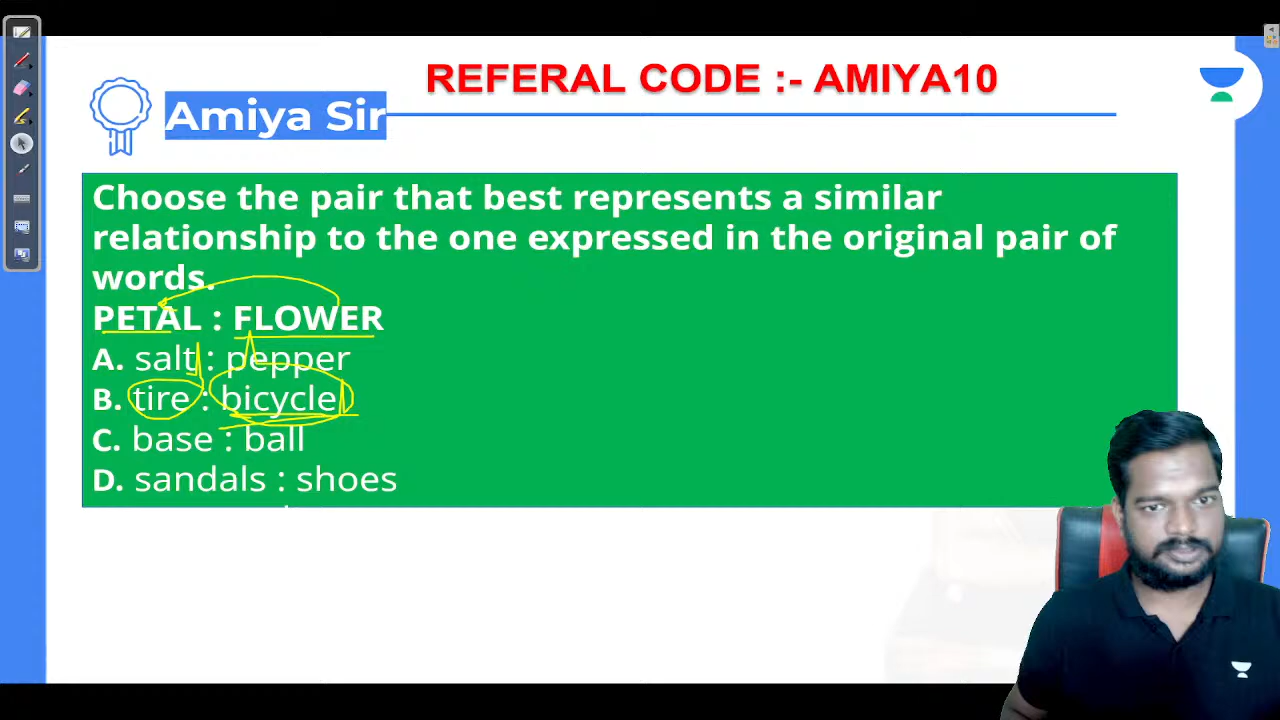 REFERAL CODE :- AMIYA10
Amiya Sir
Choose the pair that best represents a similar
relationship to the one expressed in the original pair of
words.
PETAL : FLOWER
A. salt : pepper
B. tire : bicycle
C. base : ball
D. sandals : shoes